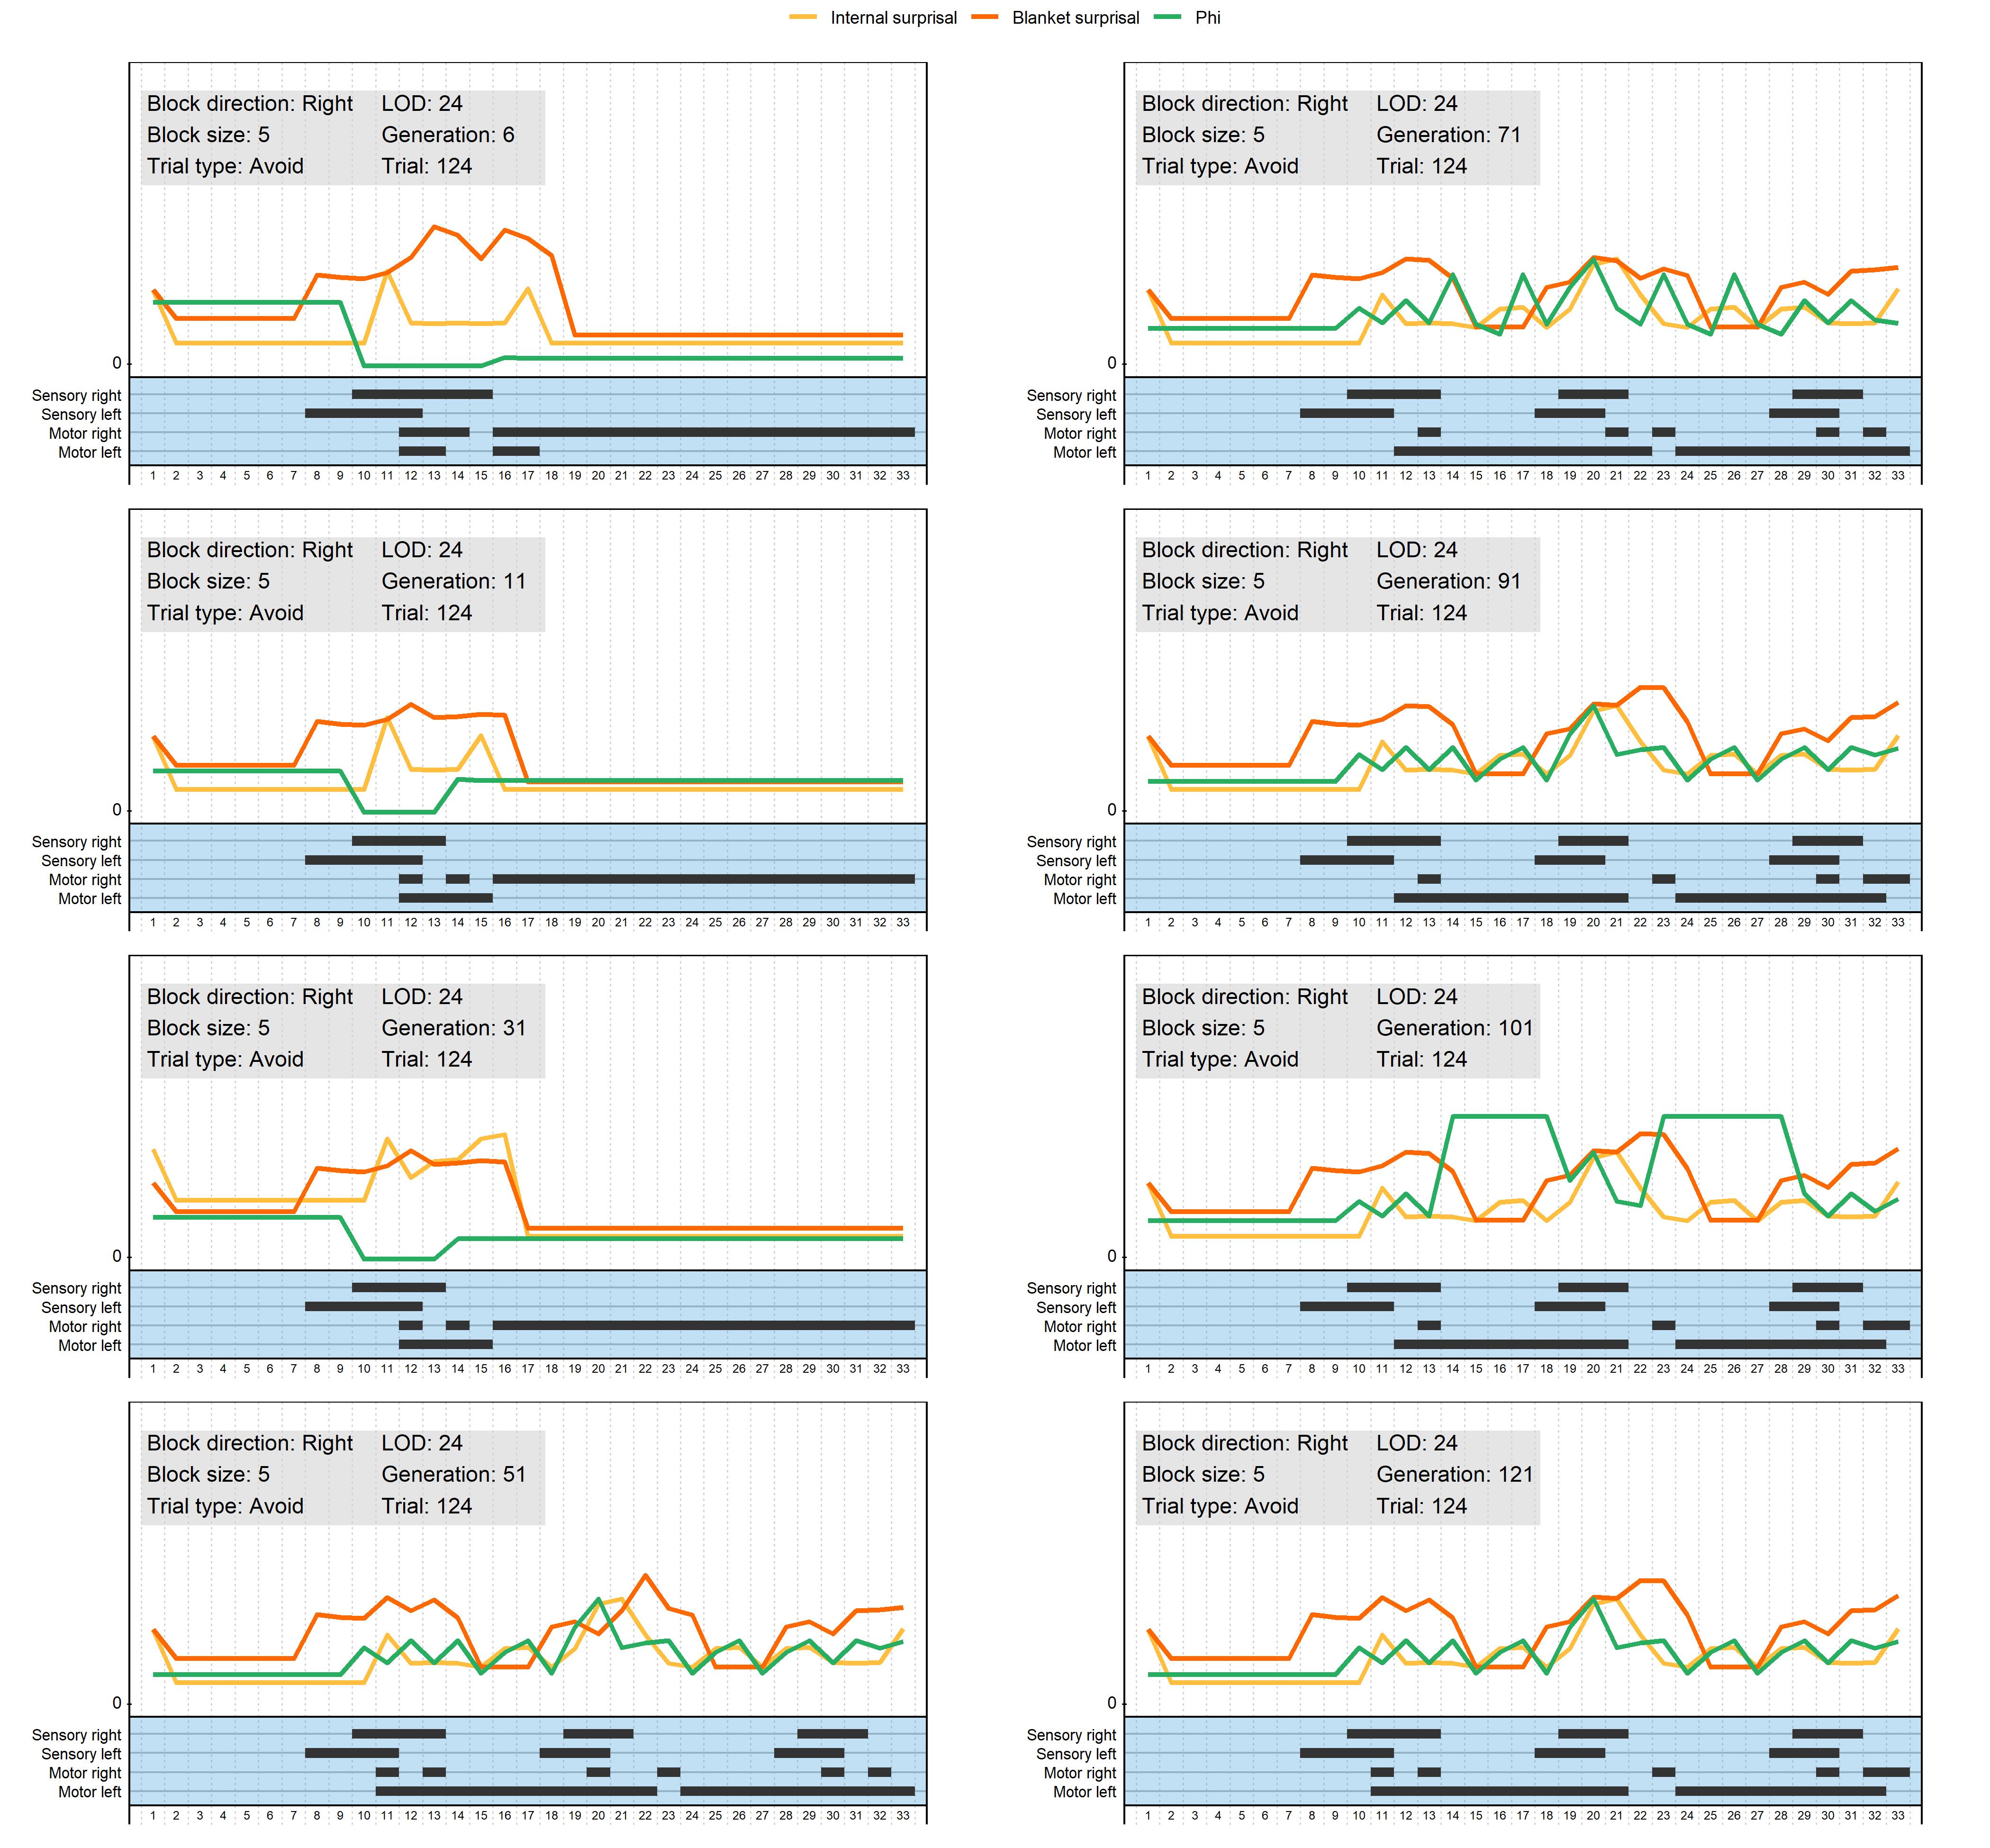 Internal surprisal Blanket surprisal Phi
Block direction: Right LOD: 24
Block size: 5 Generation: 6
Trial type: Avoid Trial: 124
0
Sensory right
Sensory left
Motor right
Motor left
1 2 3 4 5 6 7 8 9 10 11 12 13 14 15 16 17 18 19 20 21 22 23 24 25 26 27 28 29 30 31 32 33
Block direction: Right LOD: 24
Block size: 5 Generation: 71
Trial type: Avoid Trial: 124
0
Sensory right
Sensory left
Motor right
Motor left
1 2 3 4 5 6 7 8 9 10 11 12 13 14 15 16 17 18 19 20 21 22 23 24 25 26 27 28 29 30 31 32 33
Block direction: Right LOD: 24
Block size: 5 Generation: 11
Trial type: Avoid Trial: 124
0
Sensory right
Sensory left
Motor right
Motor left
1 2 3 4 5 6 7 8 9 10 11 12 13 14 15 16 17 18 19 20 21 22 23 24 25 26 27 28 29 30 31 32 33
Block direction: Right LOD: 24
Block size: 5 Generation: 91
Trial type: Avoid Trial: 124
0
Sensory right
Sensory left
Motor right
Motor left
1 2 3 4 5 6 7 8 9 10 11 12 13 14 15 16 17 18 19 20 21 22 23 24 25 26 27 28 29 30 31 32 33
Block direction: Right LOD: 24
Block size: 5 Generation: 31
Trial type: Avoid Trial: 124
0
Sensory right
Sensory left
Motor right
Motor left
1 2 3 4 5 6 7 8 9 10 11 12 13 14 15 16 17 18 19 20 21 22 23 24 25 26 27 28 29 30 31 32 33
Block direction: Right LOD: 24
Block size: 5 Generation: 101
Trial type: Avoid Trial: 124
0
Sensory right
Sensory left
Motor right
Motor left
1 2 3 4 5 6 7 8 9 10 11 12 13 14 15 16 17 18 19 20 21 22 23 24 25 26 27 28 29 30 31 32 33
Block direction: Right LOD: 24
Block size: 5 Generation: 51
Trial type: Avoid Trial: 124
0
Sensory right
Sensory left
Motor right
Motor left
1 2 3 4 5 6 7 8 9 10 11 12 13 14 15 16 17 18 19 20 21 22 23 24 25 26 27 28 29 30 31 32 33
Block direction: Right LOD: 24
Block size: 5 Generation: 121
Trial type: Avoid Trial: 124
0
Sensory right
Sensory left
Motor right
Motor left
1 2 3 4 5 6 7 8 9 10 11 12 13 14 15 16 17 18 19 20 21 22 23 24 25 26 27 28 29 30 31 32 33